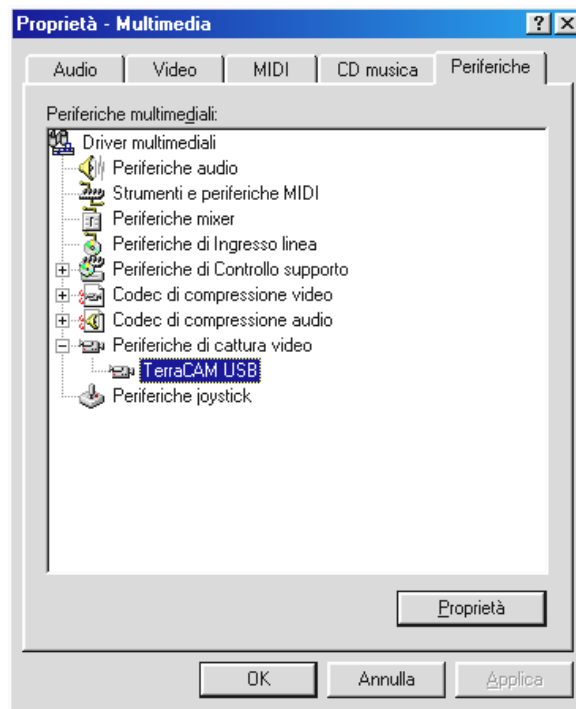 Proprietà - Multimedia
Audio Video MIDI CD musica Periferiche
Periferiche multimediali:
Driver multimediali
Periferiche audio
Strumenti e periferiche MIDI
Periferiche mixer
Periferiche di Ingresso linea
Periferiche di Controllo supporto
Codec di compressione video
Codec di compressione audio
Periferiche di cattura video
TerraCAM USB
Periferiche joystick
Proprietà
OK Annulla Applica